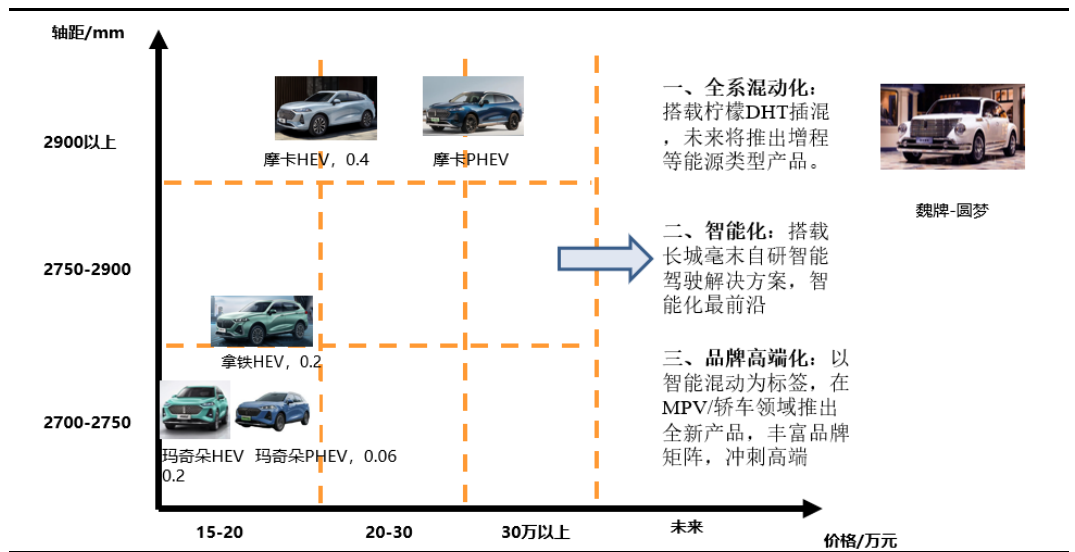 轴距/mm
2900以上
摩卡HEV，0.4
摩卡PHEV
2750-2900
拿铁HEV，0.2
2700-2750
玛奇朵HEV
0.2
玛奇朵PHEV，0.06
15-20
20-30
30万以上
未来
价格/万元
一、全系混动化：
搭载柠檬DHT插混
，未来将推出增程
等能源类型产品。
二、智能化：搭载
长城毫末自研智能
驾驶解决方案，智
能化最前沿
三、品牌高端化：以
智能混动为标签，在
MPV/轿车领域推出
全新产品，丰富品牌
矩阵，冲刺高端
魏牌-圆梦